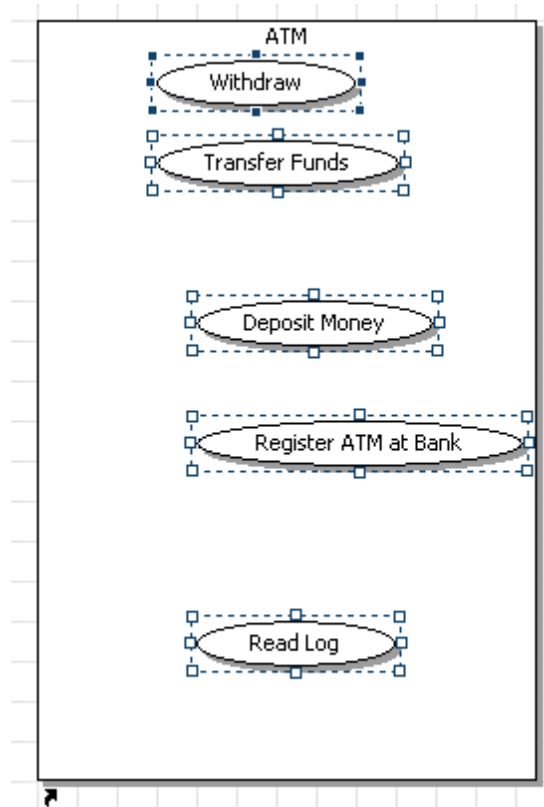 ATM
Withdraw
Transfer Funds
Deposit Money
Register ATM at Bank
Read Log